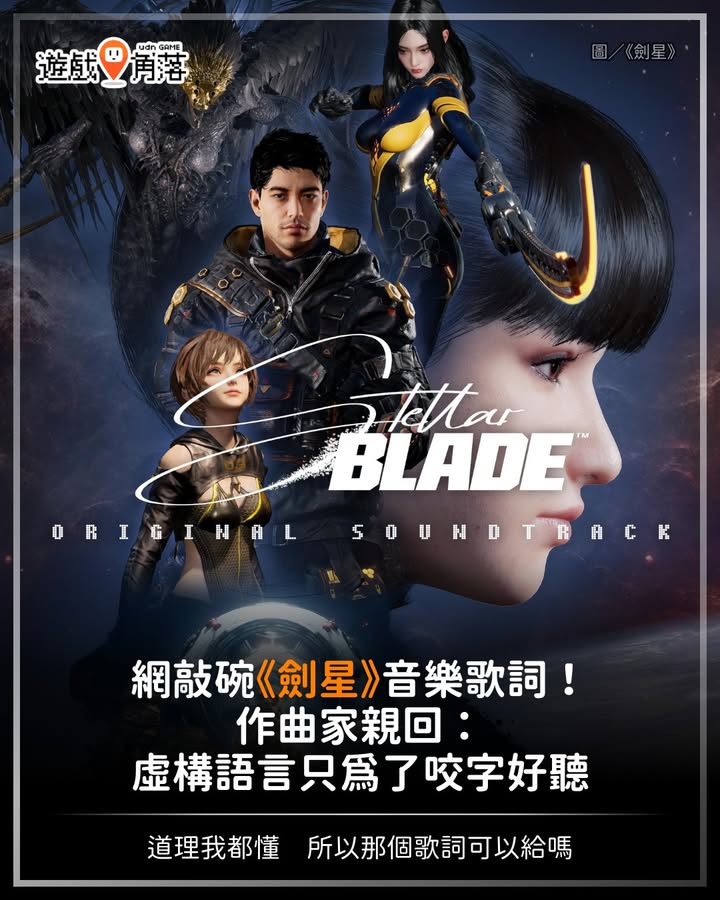 udn GAME
遊戲角落
圖／《劍星》
Stellar
BLADE™
ORIGINAL SOUNDTRACK
網敲碗《劍星》音樂歌詞！
作曲家親回：
虛構語言只為了咬字好聽
道理我都懂　所以那個歌詞可以給嗎